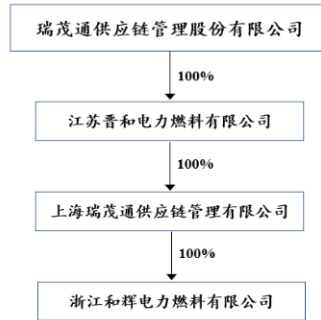 瑞茂通供应链管理股份有限公司
100%
江苏晋和电力燃料有限公司
100%
上海瑞茂通供应链管理有限公司
100%
浙江和辉电力燃料有限公司